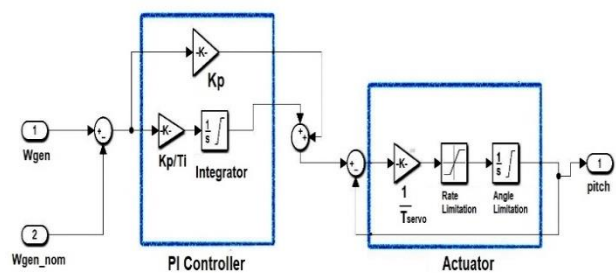 -K-
Kp
1
Wgen
+
-
-K-
Kp/Ti
1/s
Integrator
+
+
+
-
-K-
1
Tservo
Rate
Limitation
1/s
Angle
Limitation
1
pitch
2
Wgen_nom
PI Controller
Actuator